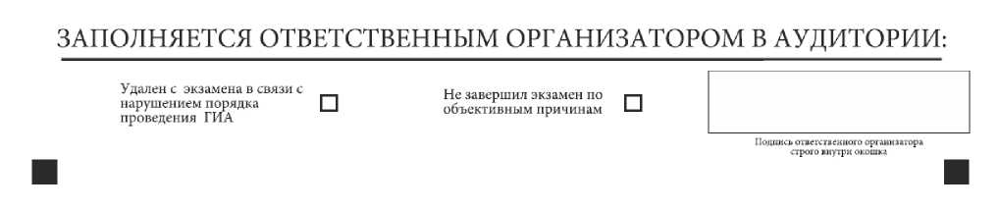 ЗАПОЛНЯЕТСЯ ОТВЕТСТВЕННЫМ ОРГАНИЗАТОРОМ В АУДИТОРИИ:
Удален с экзамена в связи с
нарушением порядка
проведения ГИА
Не завершил экзамен по
объективным причинам
Подпись ответственного организатора
строго внутри окошка